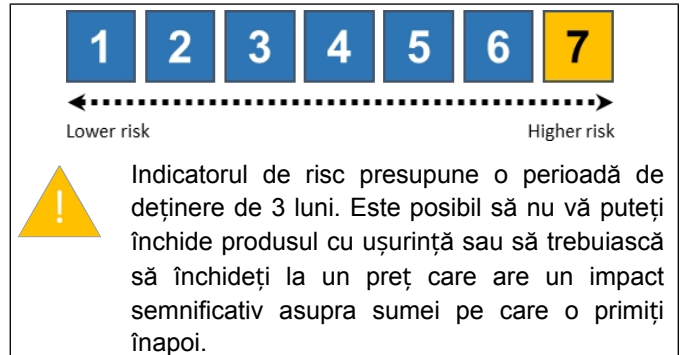 1 2 3 4 5 6 7
Lower risk Higher risk
! Indicatorul de risc presupune o perioadă de
deținere de 3 luni. Este posibil să nu vă puteți
închide produsul cu ușurință sau să trebuiască
să închideți la un preț care are un impact
semnificativ asupra sumei pe care o primiți
înapoi.